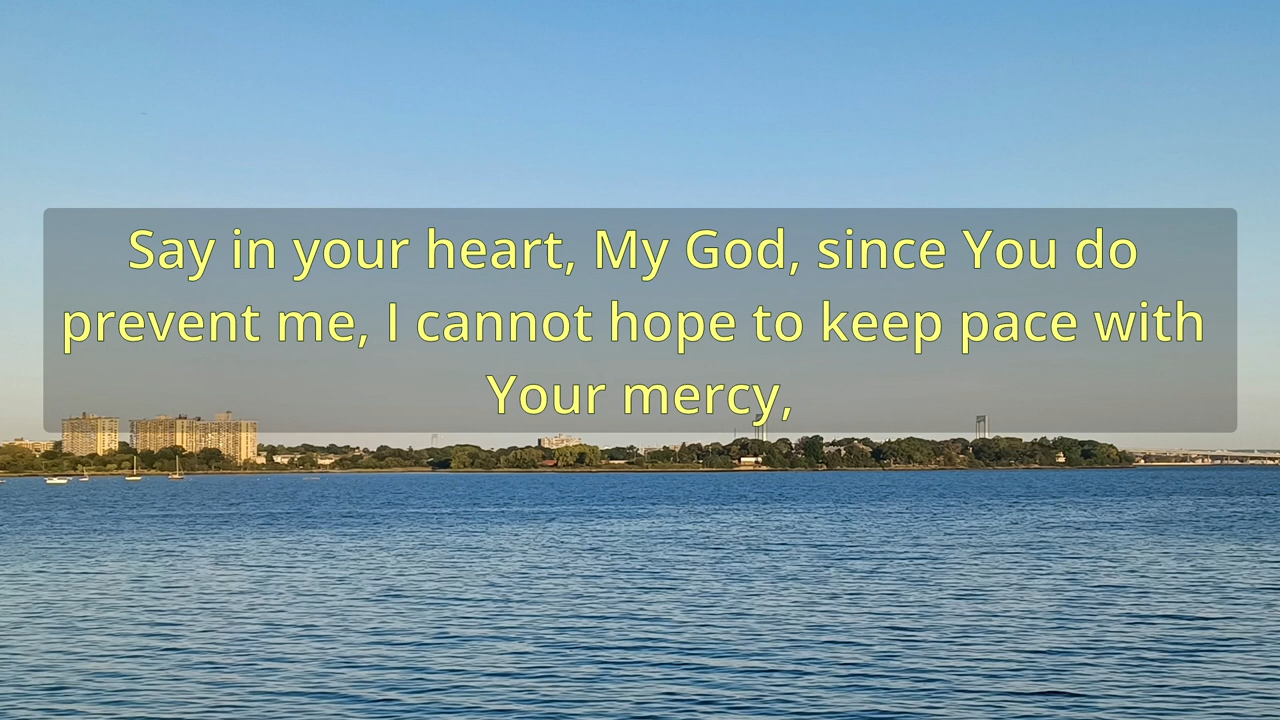 Say in your heart, My God, since You do
prevent me, I cannot hope to keep pace with
Your mercy,